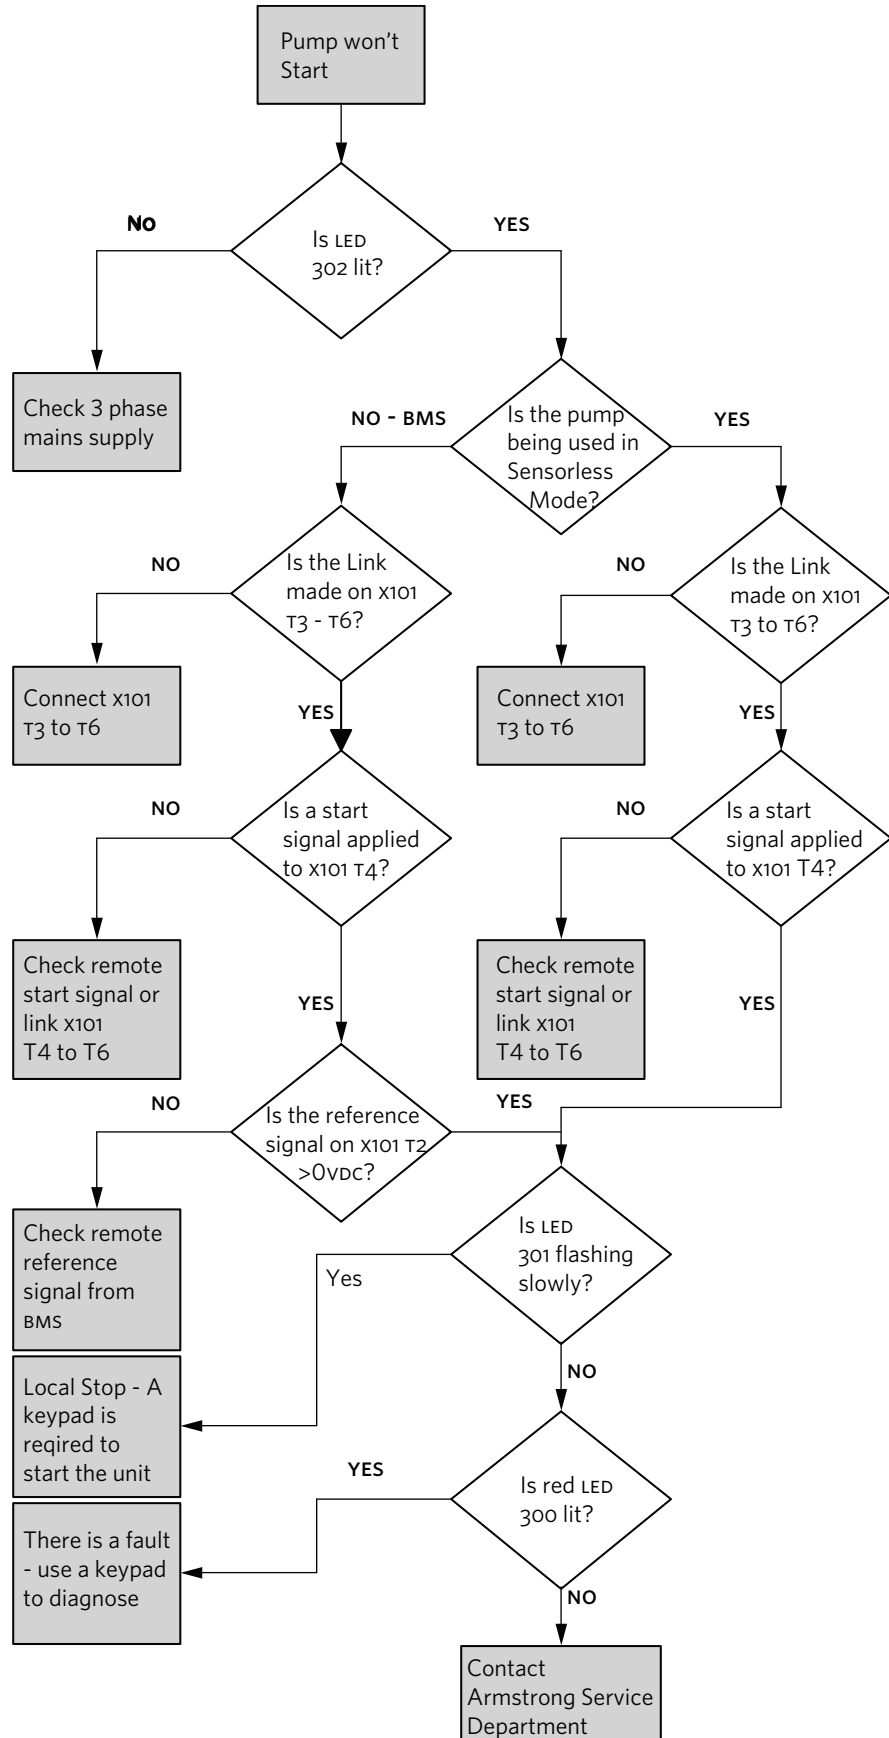 Pump won't
Start
No
YES
Is LED
302 lit?
Check 3 phase
mains supply
NO - BMS
Is the pump
being used in
Sensorless
Mode?
YES
NO
Is the Link
made on X101
T3 - T6?
NO
Is the Link
made on X101
T3 to T6?
Connect X101
T3 to T6
YES
Connect X101
T3 to T6
YES
NO
Is a start
signal applied
to X101 T4?
NO
Is a start
signal applied
to X101 T4?
Check remote
start signal or
link X101
T4 to T6
YES
Check remote
start signal or
link X101
T4 to T6
YES
NO
Is the reference
signal on X101 T2
>0VDC?
YES
Check remote
reference
signal from
BMS
Yes
Is LED
301 flashing
slowly?
NO
Local Stop - A
keypad is
reqired to
start the unit
YES
Is red LED
300 lit?
There is a fault
- use a keypad
to diagnose
NO
Contact
Armstrong Service
Department